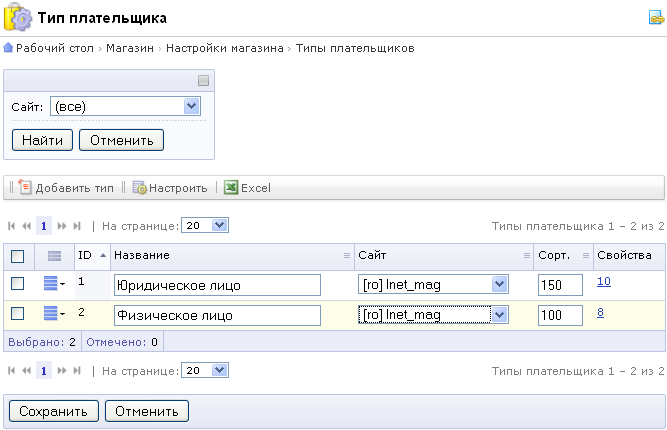 Тип плательщика
Рабочий стол › Магазин › Настройки магазина › Типы плательщиков
Сайт: (все)
Найти Отменить
Добавить тип Настроить Excel
1 | На странице: 20 Типы плательщика 1 – 2 из 2
ID Название Сайт Сорт. Свойства
1 Юридическое лицо [ro] Inet_mag 150 10
2 Физическое лицо [ro] Inet_mag 100 8
Выбрано: 2 Отмечено: 0
1 | На странице: 20 Типы плательщика 1 – 2 из 2
Сохранить Отменить